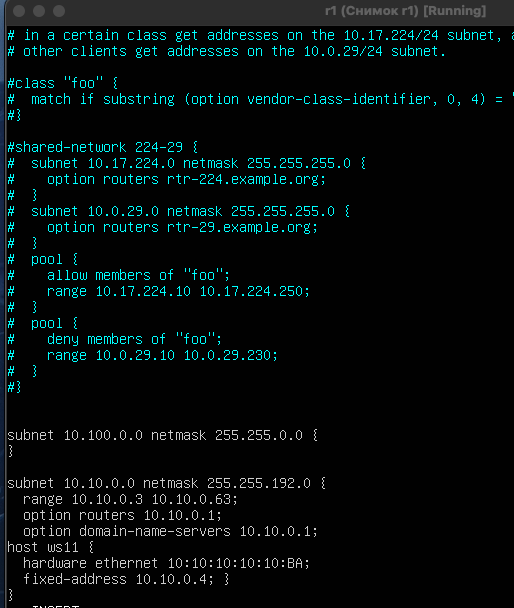 r1 (Снимок r1) [Running]
# in a certain class get addresses on the 10.17.224/24 subnet,
# other clients get addresses on the 10.0.29/24 subnet.
#class "foo" {
#  match if substring (option vendor-class-identifier, 0, 4) = "
#}
#shared-network 224-29 {
#  subnet 10.17.224.0 netmask 255.255.255.0 {
#    option routers rtr-224.example.org;
#  }
#  subnet 10.0.29.0 netmask 255.255.255.0 {
#    option routers rtr-29.example.org;
#  }
#  pool {
#    allow members of "foo";
#    range 10.17.224.10 10.17.224.250;
#  }
#  pool {
#    deny members of "foo";
#    range 10.0.29.10 10.0.29.230;
#  }
#}
subnet 10.100.0.0 netmask 255.255.0.0 {
}
subnet 10.10.0.0 netmask 255.255.192.0 {
  range 10.10.0.3 10.10.0.63;
  option routers 10.10.0.1;
  option domain-name-servers 10.10.0.1;
host ws11 {
  hardware ethernet 10:10:10:10:10:BA;
  fixed-address 10.10.0.4; }
}
-- INSERT --